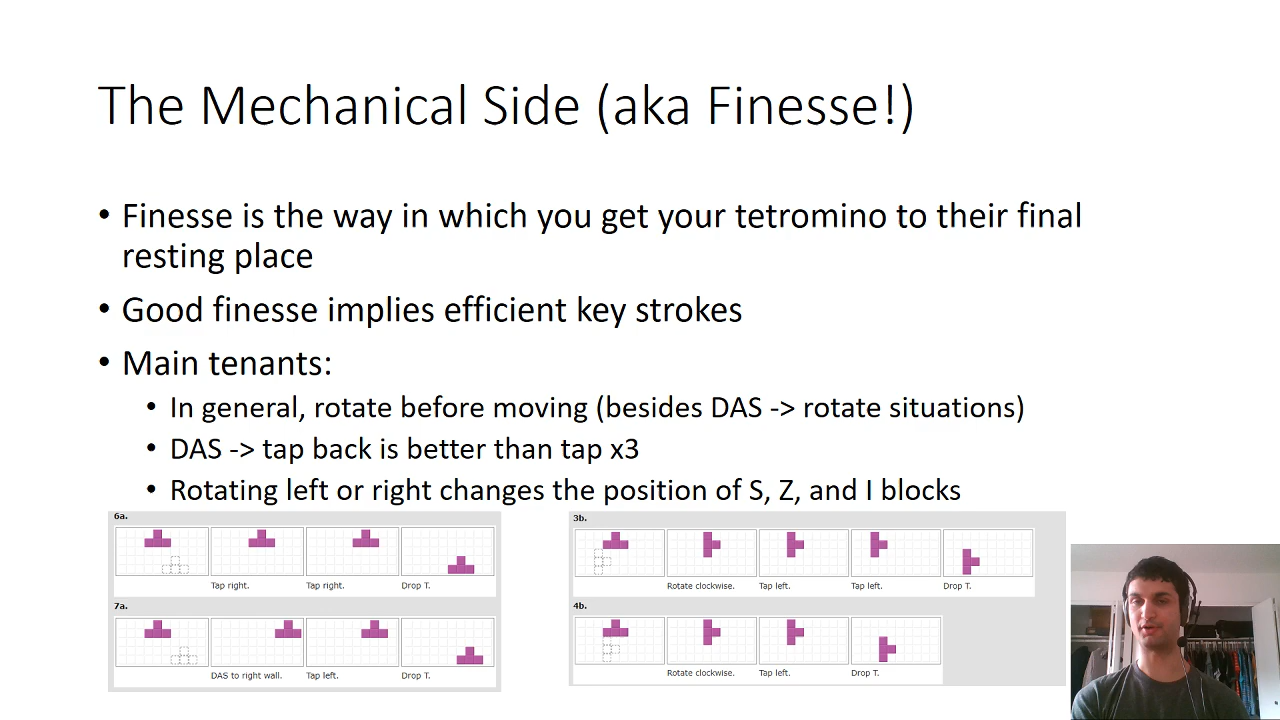 The Mechanical Side (aka Finesse!)
• Finesse is the way in which you get your tetromino to their final
resting place
• Good finesse implies efficient key strokes
• Main tenants:
• In general, rotate before moving (besides DAS -> rotate situations)
• DAS -> tap back is better than tap x3
• Rotating left or right changes the position of S, Z, and I blocks
6a.
Tap right. Tap right. Drop T.
7a.
DAS to right wall. Tap left. Drop T.
3b.
Rotate clockwise. Tap left. Tap left. Drop T.
4b.
Rotate clockwise. Tap left. Drop T.